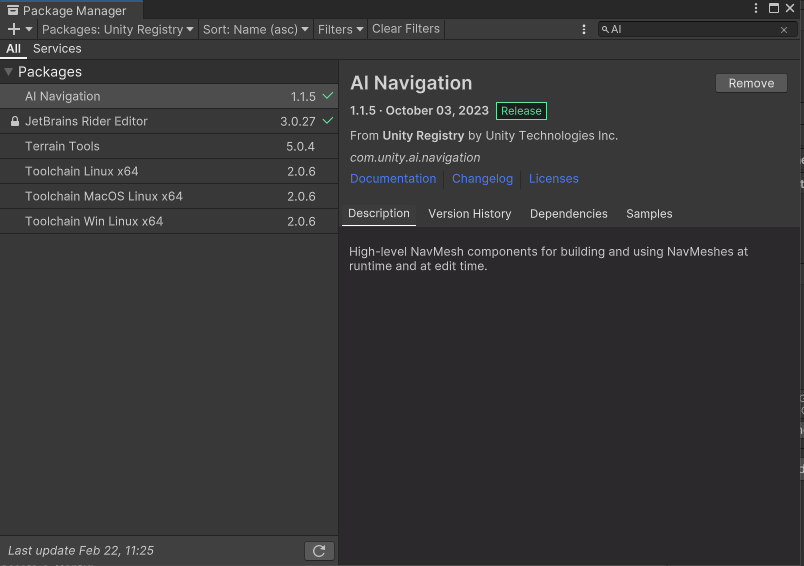 Package Manager
Packages: Unity Registry Sort: Name (asc) Filters Clear Filters AI
All Services
Packages
AI Navigation 1.1.5
JetBrains Rider Editor 3.0.27
Terrain Tools 5.0.4
Toolchain Linux x64 2.0.6
Toolchain MacOS Linux x64 2.0.6
Toolchain Win Linux x64 2.0.6
Last update Feb 22, 11:25
AI Navigation
Remove
1.1.5 · October 03, 2023 Release
From Unity Registry by Unity Technologies Inc.
com.unity.ai.navigation
Documentation Changelog Licenses
Description Version History Dependencies Samples
High-level NavMesh components for building and using NavMeshes at
runtime and at edit time.